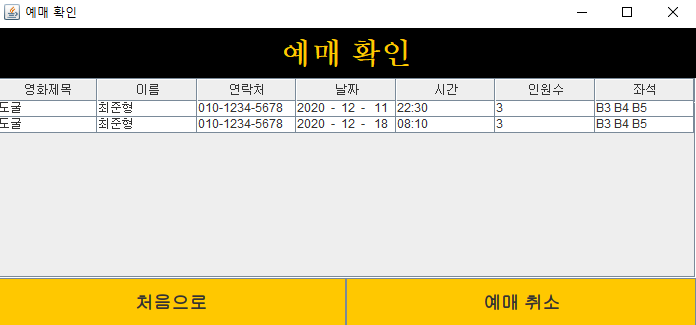 예매 확인
예매 확인
영화제목 이름 연락처 날짜 시간 인원수 좌석
도굴 최준형 010-1234-5678 2020 - 12 - 11 22:30 3 B3 B4 B5
도굴 최준형 010-1234-5678 2020 - 12 - 18 08:10 3 B3 B4 B5
처음으로 예매 취소